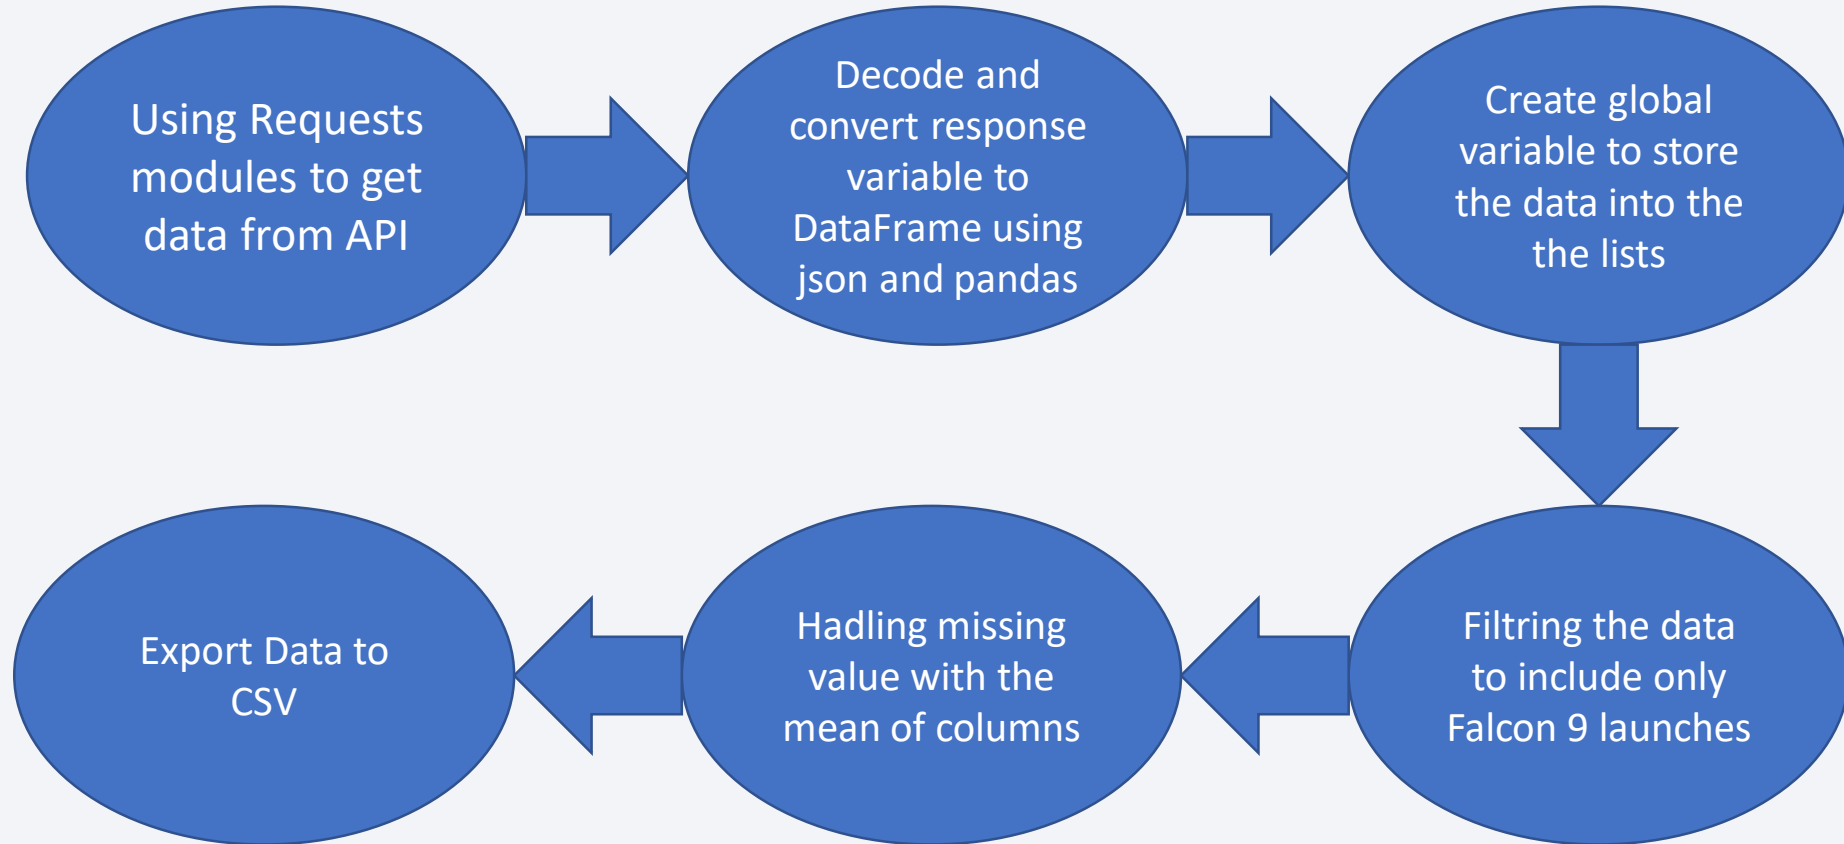 Using Requests
modules to get
data from API
Decode and
convert response
variable to
DataFrame using
json and pandas
Create global
variable to store
the data into the
the lists
Filtring the data
to include only
Falcon 9 launches
Hadling missing
value with the
mean of columns
Export Data to
CSV